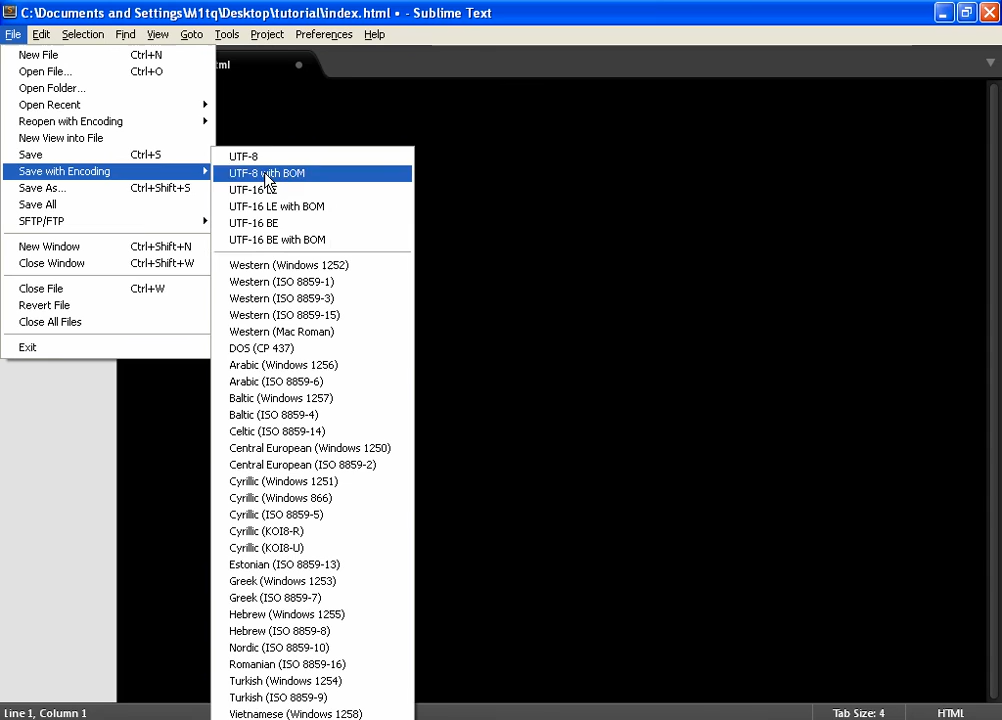 C:\Documents and Settings\M1tq\Desktop\tutorial\index.html • - Sublime Text
File Edit Selection Find View Goto Tools Project Preferences Help
New File Ctrl+N
Open File... Ctrl+O
Open Folder...
Open Recent
Reopen with Encoding
New View into File
Save Ctrl+S
Save with Encoding
Save As... Ctrl+Shift+S
Save All
SFTP/FTP
New Window Ctrl+Shift+N
Close Window Ctrl+Shift+W
Close File Ctrl+W
Revert File
Close All Files
Exit
UTF-8
UTF-8 with BOM
UTF-16 LE
UTF-16 LE with BOM
UTF-16 BE
UTF-16 BE with BOM
Western (Windows 1252)
Western (ISO 8859-1)
Western (ISO 8859-3)
Western (ISO 8859-15)
Western (Mac Roman)
DOS (CP 437)
Arabic (Windows 1256)
Arabic (ISO 8859-6)
Baltic (Windows 1257)
Baltic (ISO 8859-4)
Celtic (ISO 8859-14)
Central European (Windows 1250)
Central European (ISO 8859-2)
Cyrillic (Windows 1251)
Cyrillic (Windows 866)
Cyrillic (ISO 8859-5)
Cyrillic (KOI8-R)
Cyrillic (KOI8-U)
Estonian (ISO 8859-13)
Greek (Windows 1253)
Greek (ISO 8859-7)
Hebrew (Windows 1255)
Hebrew (ISO 8859-8)
Nordic (ISO 8859-10)
Romanian (ISO 8859-16)
Turkish (Windows 1254)
Turkish (ISO 8859-9)
Vietnamese (Windows 1258)
ml
Line 1, Column 1 Tab Size: 4 HTML